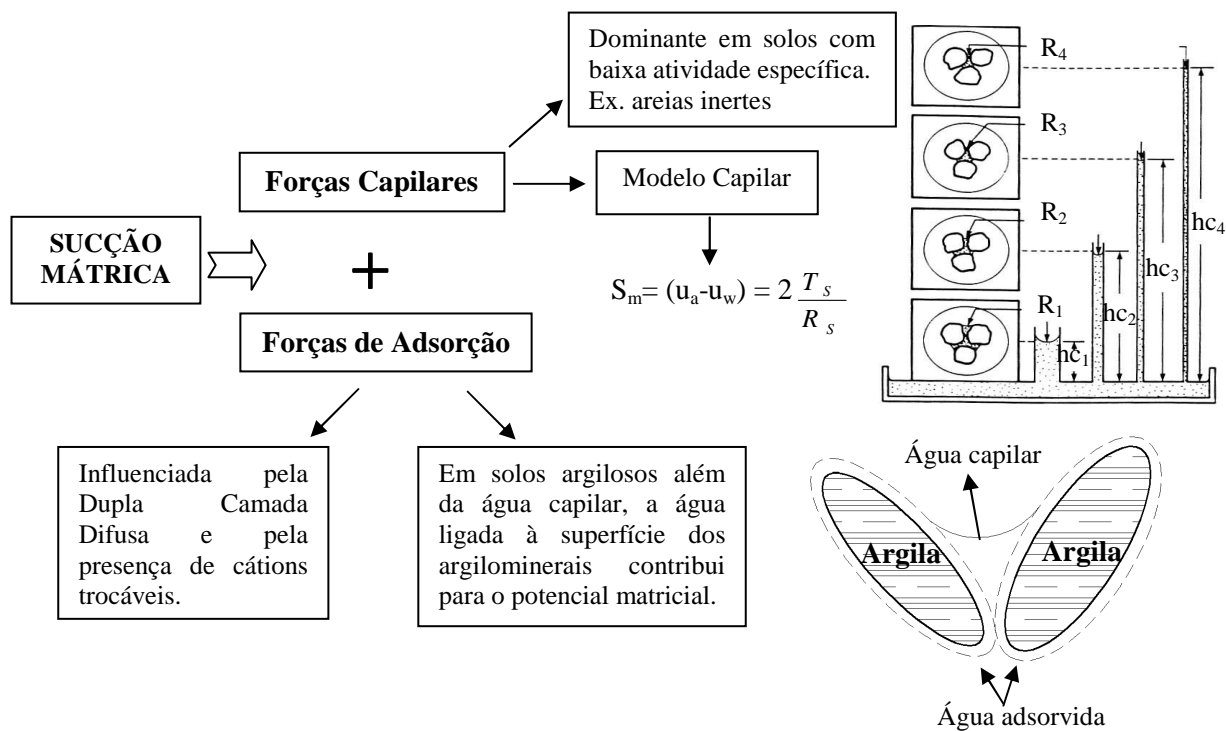 Dominante em solos com
baixa atividade específica.
Ex. areias inertes
Forças Capilares
Modelo Capilar
SUCÇÃO
MÁTRICA
+
Sm= (ua-uw) = 2 Ts/Rs
Forças de Adsorção
Influenciada pela
Dupla Camada
Difusa e pela
presença de cátions
trocáveis.
Em solos argilosos além
da água capilar, a água
ligada à superfície dos
argilominerais contribui
para o potencial matricial.
R4
R3
R2
R1
hc1
hc2
hc3
hc4
Água capilar
Argila
Argila
Água adsorvida